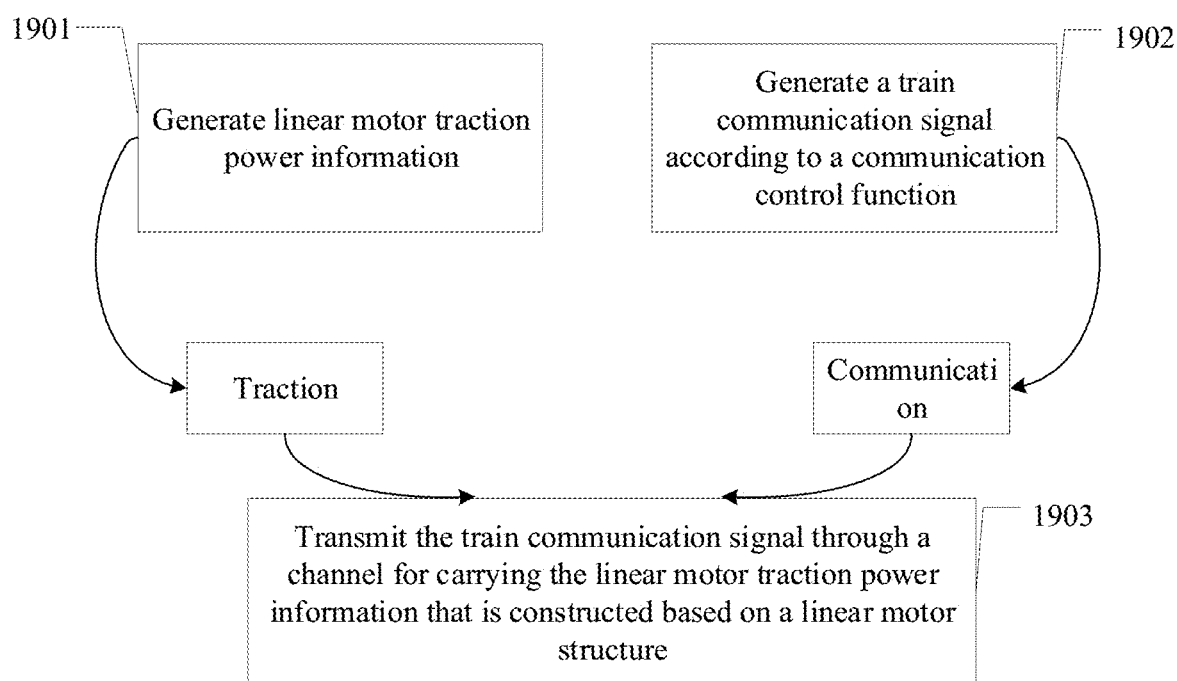 1901
Generate linear motor traction
power information
1902
Generate a train
communication signal
according to a communication
control function
Traction
Communicati
on
1903
Transmit the train communication signal through a
channel for carrying the linear motor traction power
information that is constructed based on a linear motor
structure